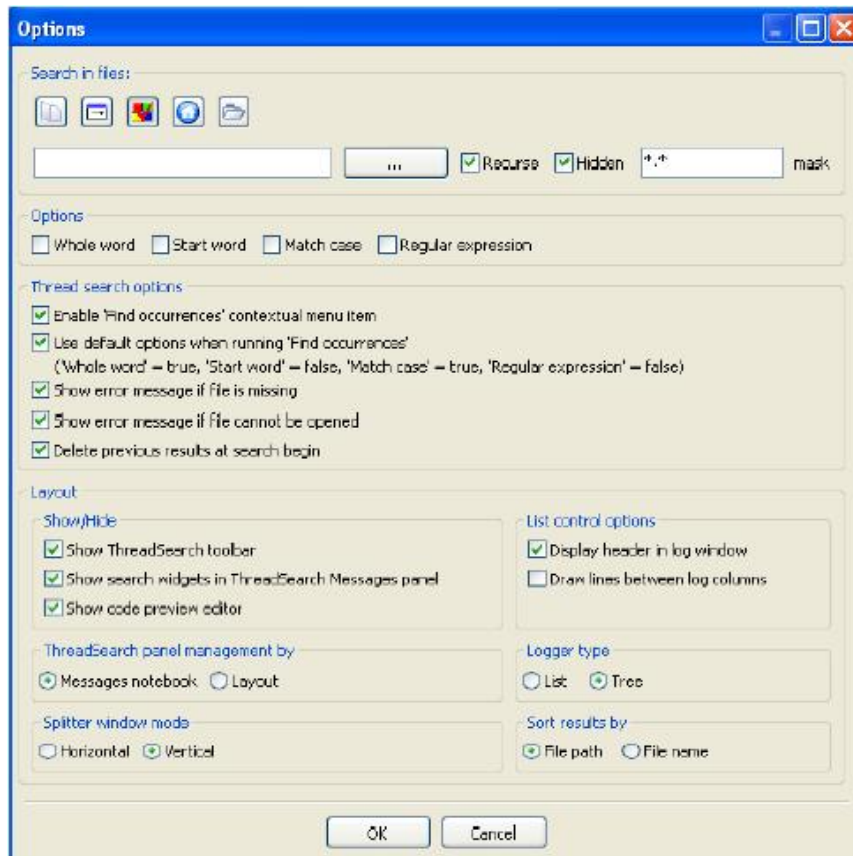 Options
Search in files:
... Recurse Hidden *.* mask
Options
Whole word Start word Match case Regular expression
Thread search options
Enable 'Find occurrences' contextual menu item
Use default options when running 'Find occurrences'
('Whole word' = true, 'Start word' = false, 'Match case' = true, 'Regular expression' = false)
Show error message if file is missing
Show error message if file cannot be opened
Delete previous results at search begin
Layout
Show/Hide
Show ThreadSearch toolbar
Show search widgets in ThreadSearch Messages panel
Show code preview editor
List control options
Display header in log window
Draw lines between log columns
ThreadSearch panel management by
Messages notebook Layout
Logger type
List Tree
Splitter window mode
Horizontal Vertical
Sort results by
File path File name
OK Cancel